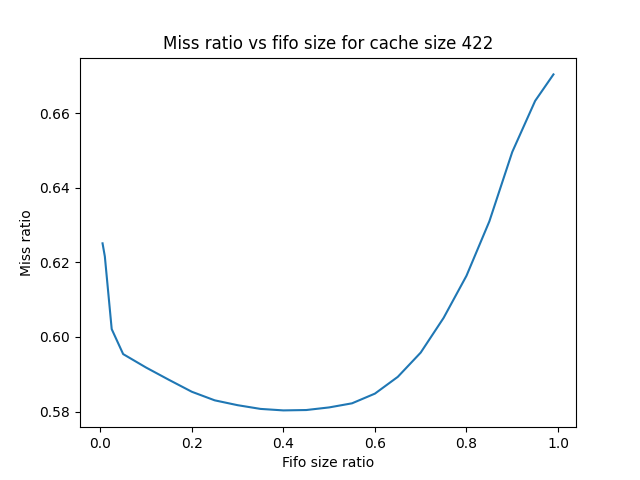 Miss ratio vs fifo size for cache size 422
0.66
0.64
0.62
0.60
0.58
Miss ratio
0.0 0.2 0.4 0.6 0.8 1.0
Fifo size ratio